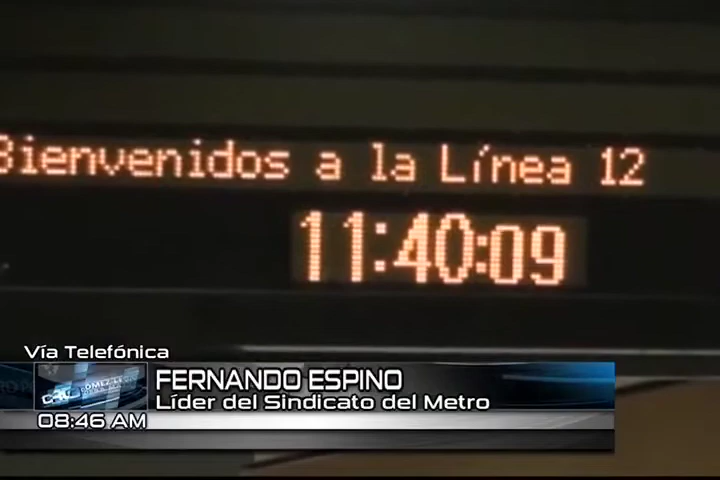 Bienvenidos a la Línea 12
11:40:09
Vía Telefónica
FERNANDO ESPINO
Líder del Sindicato del Metro
08:46 AM